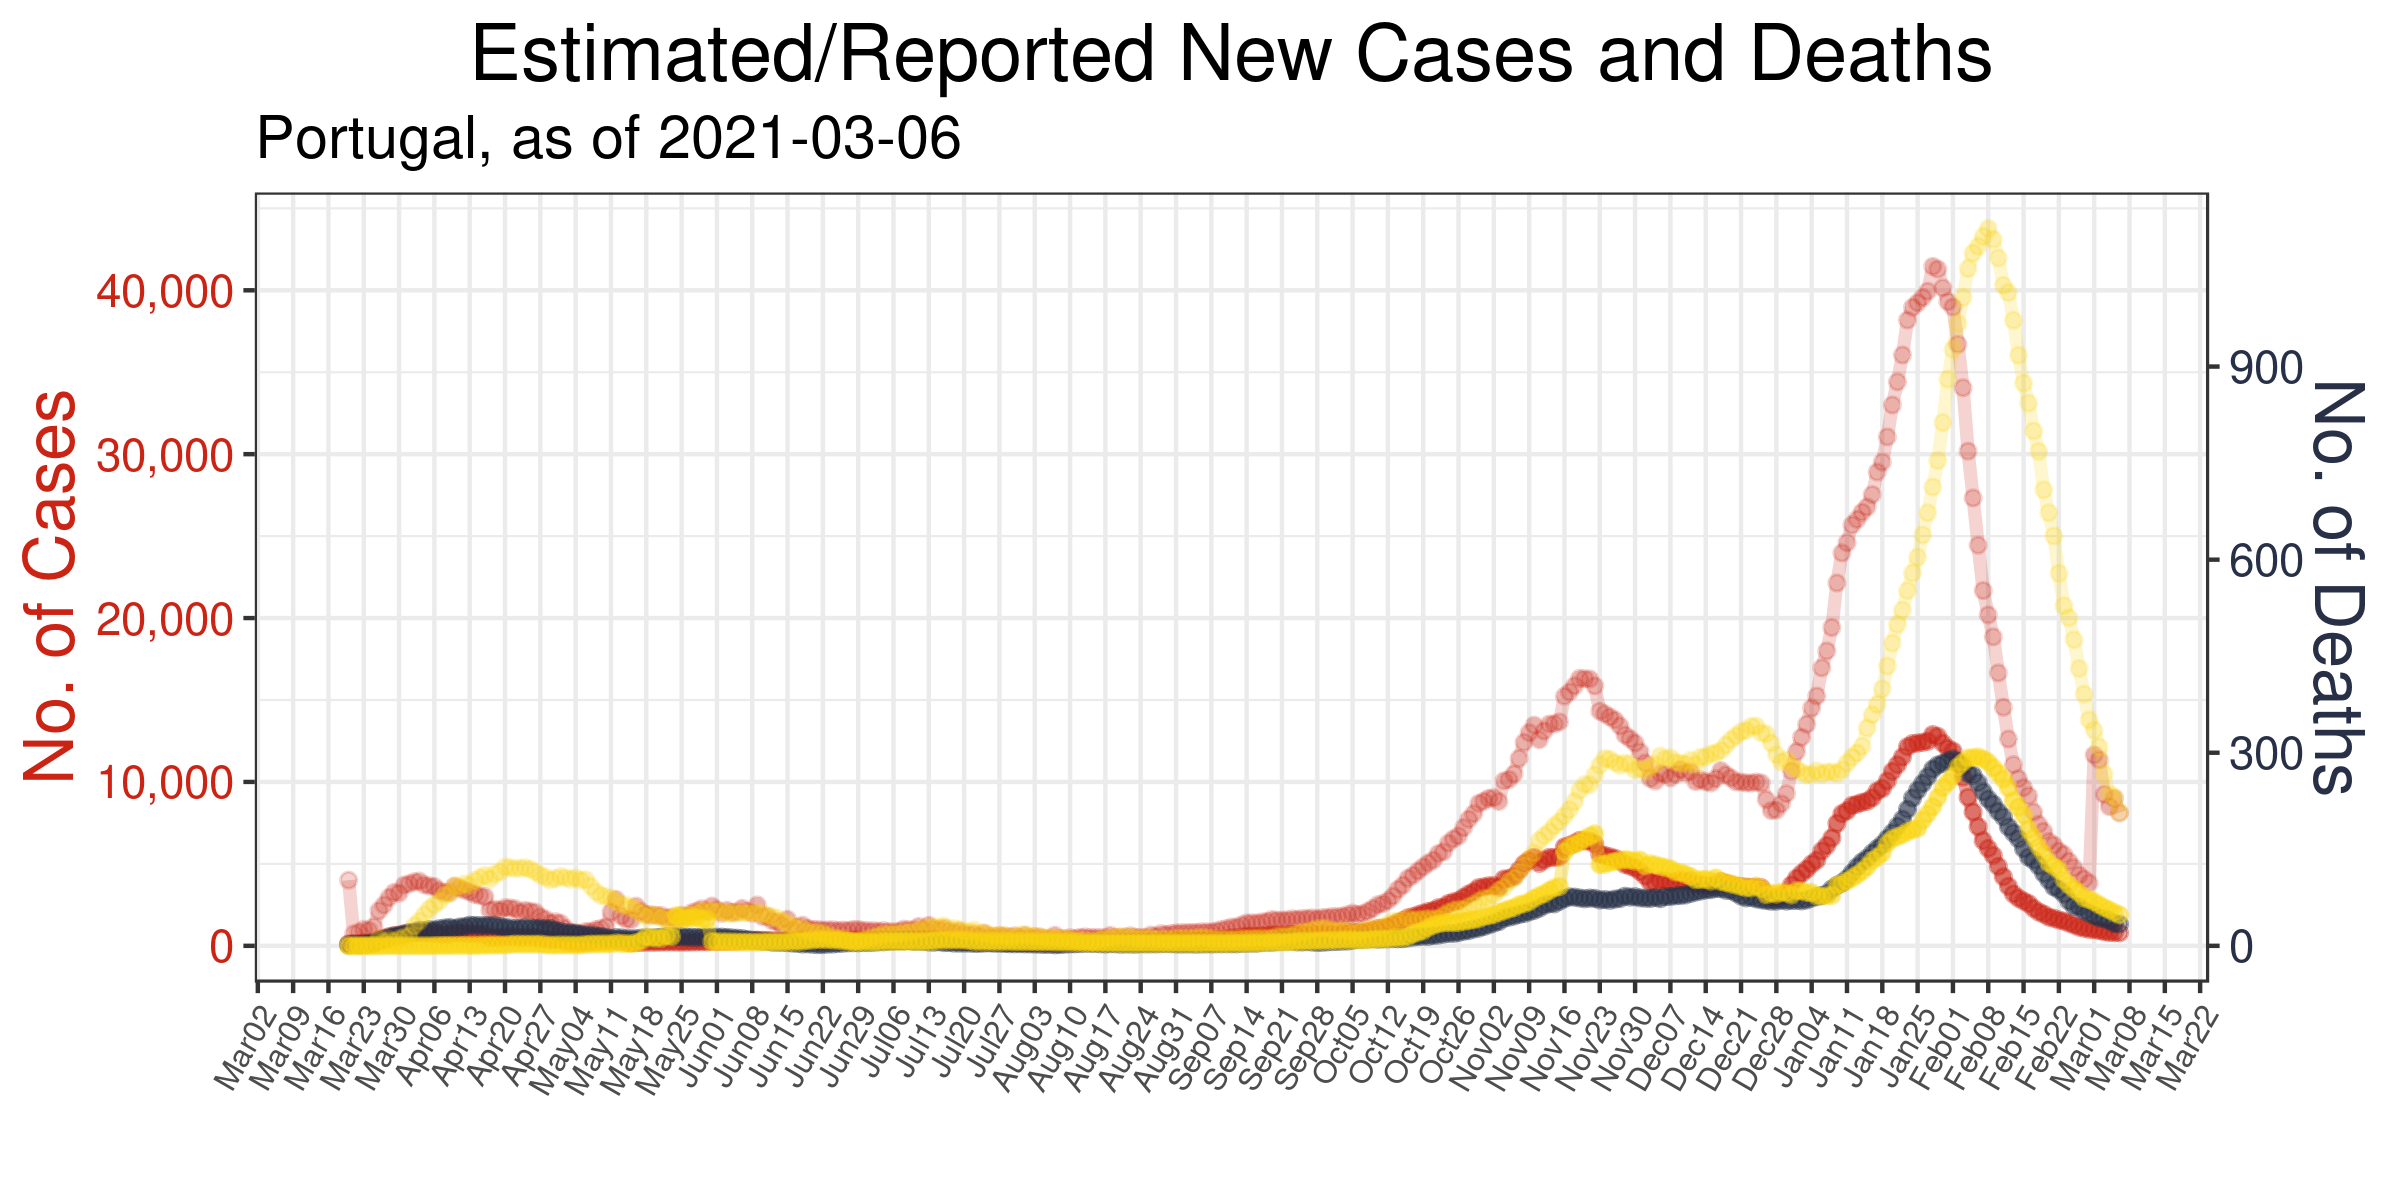 Estimated/Reported New Cases and Deaths
Portugal, as of 2021-03-06
No. of Cases
40,000
30,000
20,000
10,000
0
No. of Deaths
900
600
300
0
Mar02
Mar09
Mar16
Mar23
Mar30
Apr06
Apr13
Apr20
Apr27
May04
May11
May18
May25
Jun01
Jun08
Jun15
Jun22
Jun29
Jul06
Jul13
Jul20
Jul27
Aug03
Aug10
Aug17
Aug24
Aug31
Sep07
Sep14
Sep21
Sep28
Oct05
Oct12
Oct19
Oct26
Nov02
Nov09
Nov16
Nov23
Nov30
Dec07
Dec14
Dec21
Dec28
Dec04
Jan11
Jan18
Jan25
Feb01
Feb08
Feb15
Feb22
Mar01
Mar08
Mar15
Mar22